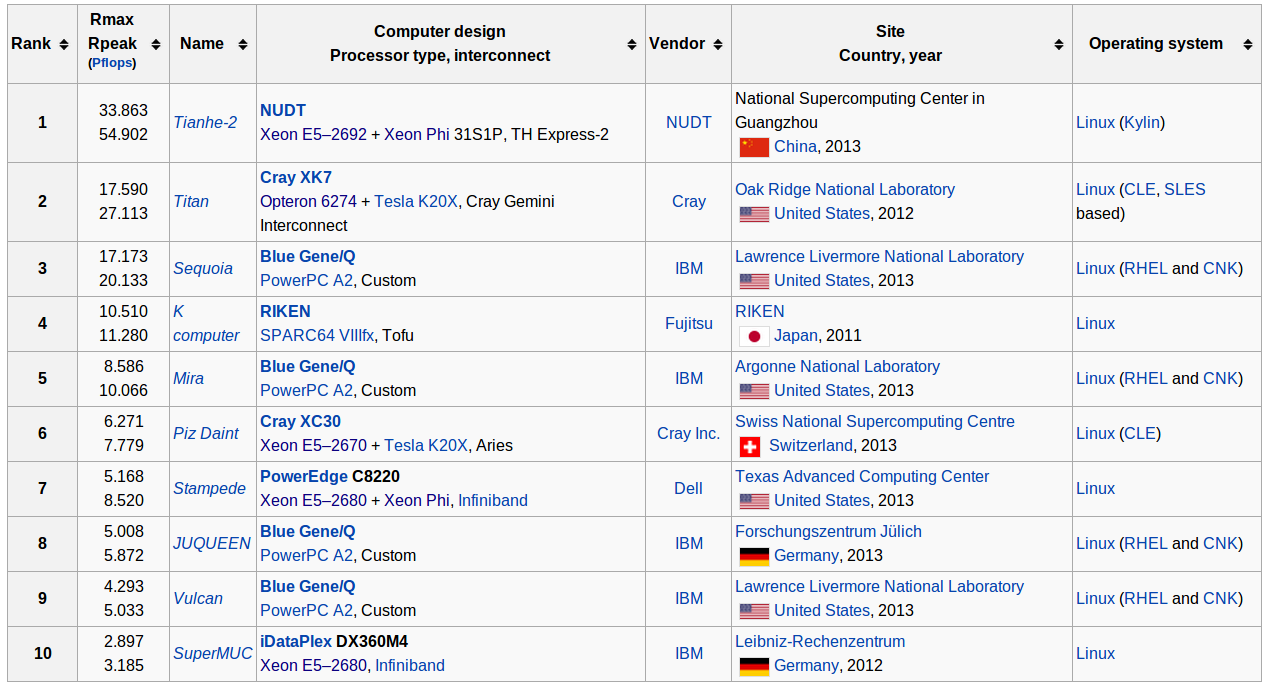 Rank
Rmax
Rpeak
(Pflops)
Name
Computer design
Processor type, interconnect
Vendor
Site
Country, year
Operating system
1
33.863
54.902
Tianhe-2
NUDT
Xeon E5–2692 + Xeon Phi 31S1P, TH Express-2
NUDT
National Supercomputing Center in
Guangzhou
China, 2013
Linux (Kylin)
2
17.590
27.113
Titan
Cray XK7
Opteron 6274 + Tesla K20X, Cray Gemini
Interconnect
Cray
Oak Ridge National Laboratory
United States, 2012
Linux (CLE, SLES
based)
3
17.173
20.133
Sequoia
Blue Gene/Q
PowerPC A2, Custom
IBM
Lawrence Livermore National Laboratory
United States, 2013
Linux (RHEL and CNK)
4
10.510
11.280
K
computer
RIKEN
SPARC64 VIIIfx, Tofu
Fujitsu
RIKEN
Japan, 2011
Linux
5
8.586
10.066
Mira
Blue Gene/Q
PowerPC A2, Custom
IBM
Argonne National Laboratory
United States, 2013
Linux (RHEL and CNK)
6
6.271
7.779
Piz Daint
Cray XC30
Xeon E5–2670 + Tesla K20X, Aries
Cray Inc.
Swiss National Supercomputing Centre
Switzerland, 2013
Linux (CLE)
7
5.168
8.520
Stampede
PowerEdge C8220
Xeon E5–2680 + Xeon Phi, Infiniband
Dell
Texas Advanced Computing Center
United States, 2013
Linux
8
5.008
5.872
JUQUEEN
Blue Gene/Q
PowerPC A2, Custom
IBM
Forschungszentrum Jülich
Germany, 2013
Linux (RHEL and CNK)
9
4.293
5.033
Vulcan
Blue Gene/Q
PowerPC A2, Custom
IBM
Lawrence Livermore National Laboratory
United States, 2013
Linux (RHEL and CNK)
10
2.897
3.185
SuperMUC
iDataPlex DX360M4
Xeon E5–2680, Infiniband
IBM
Leibniz-Rechenzentrum
Germany, 2012
Linux